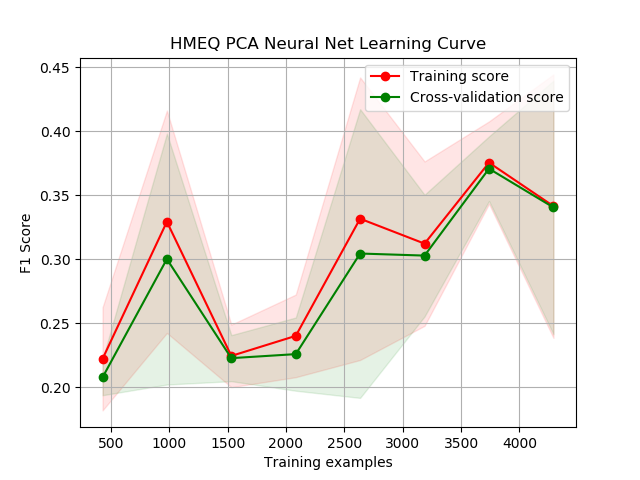 HMEQ PCA Neural Net Learning Curve
Training score
Cross-validation score
F1 Score
0.45
0.40
0.35
0.30
0.25
0.20
500 1000 1500 2000 2500 3000 3500 4000
Training examples